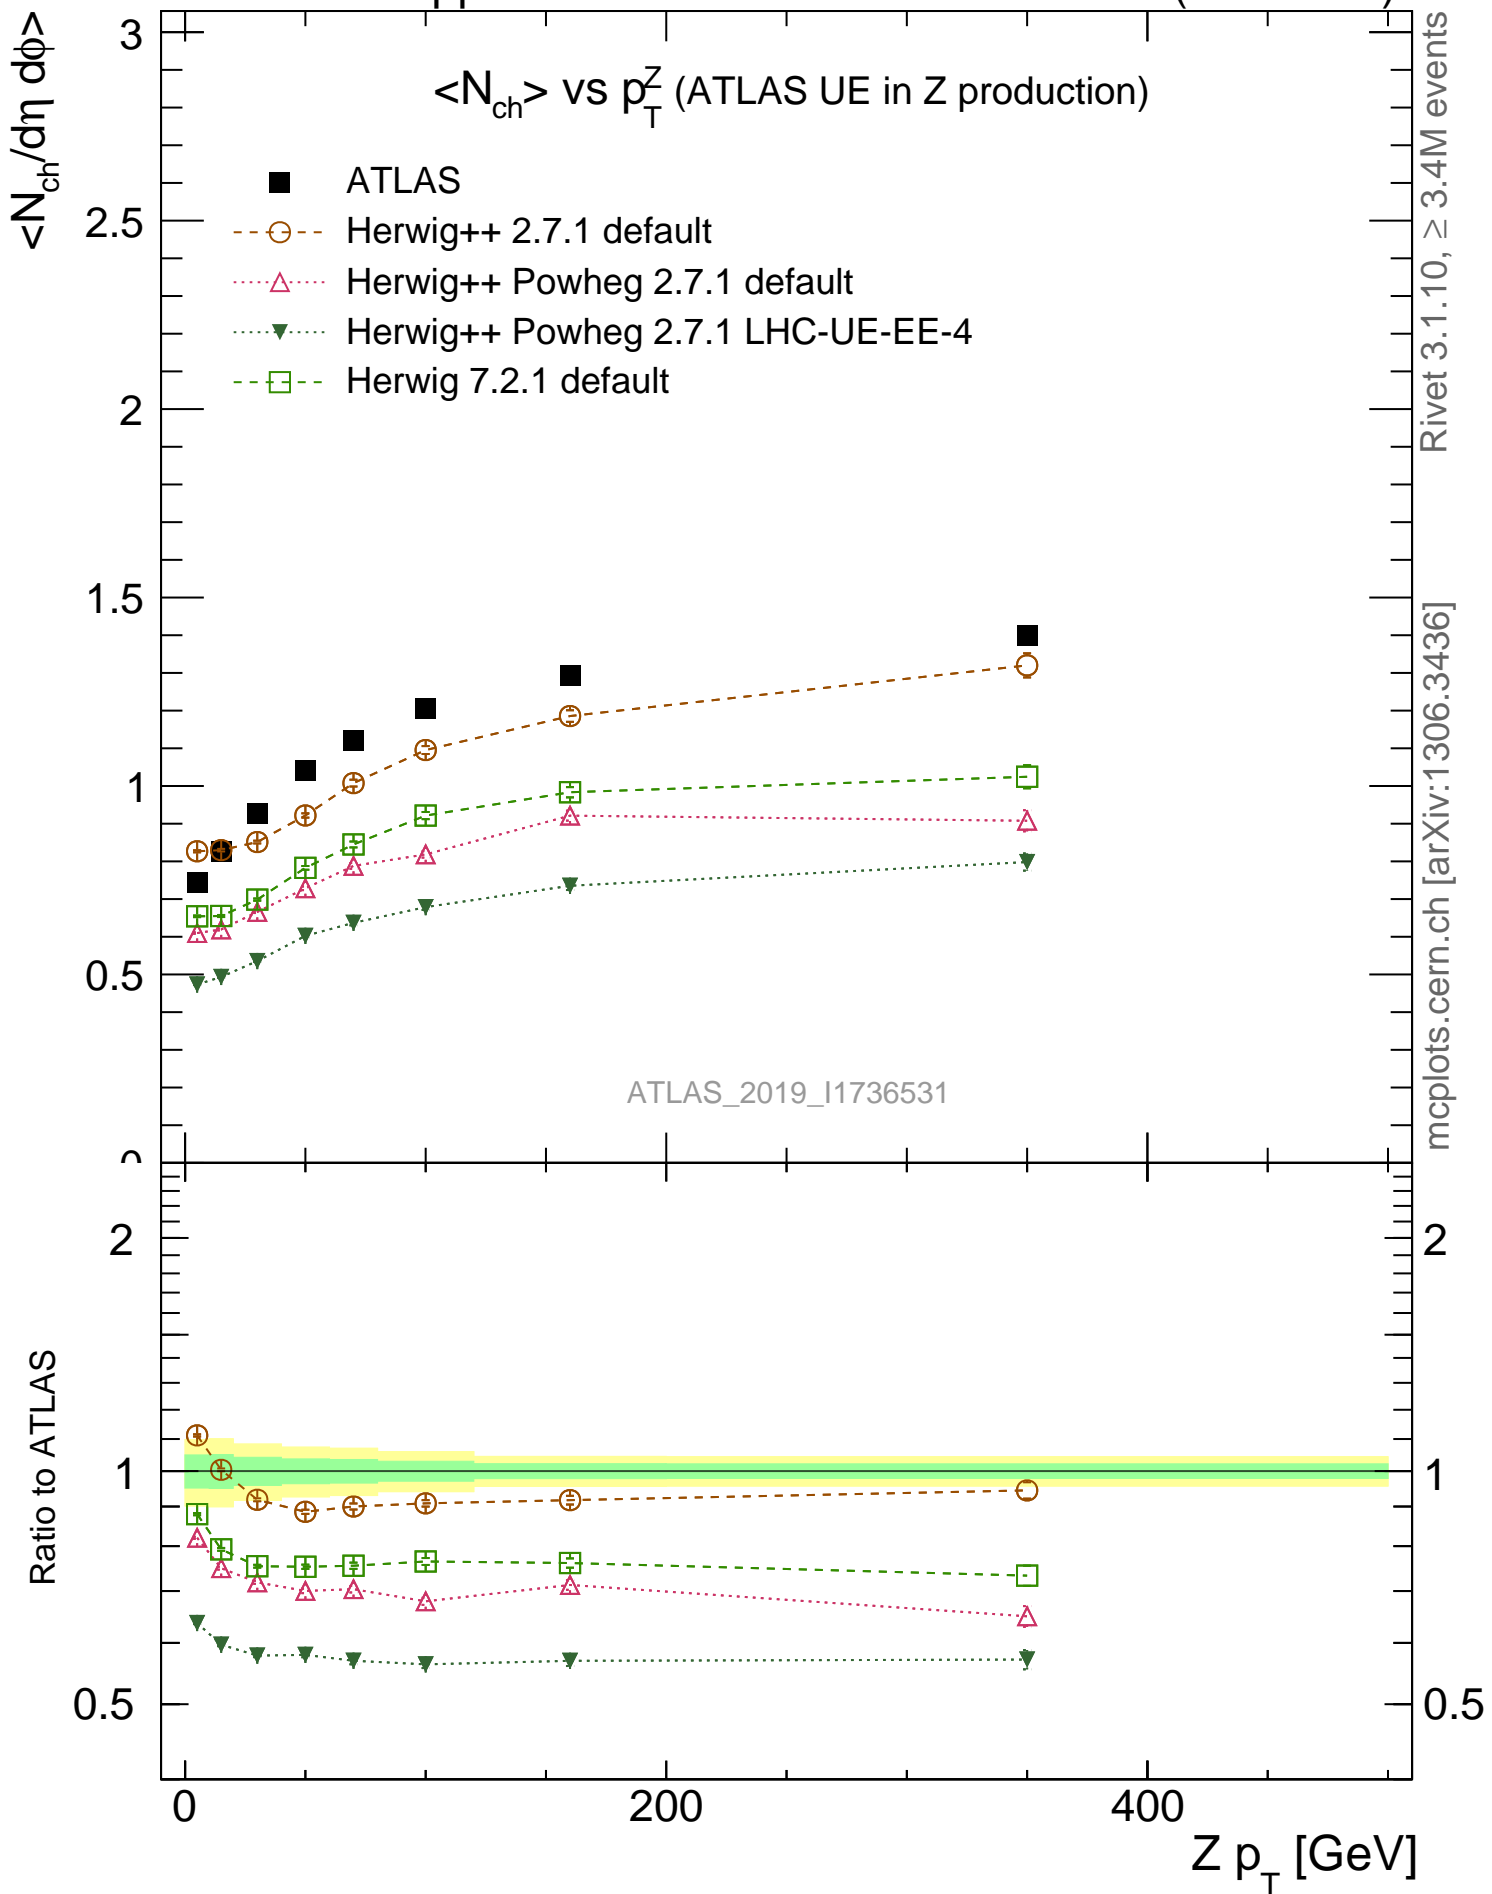 pp
<N_ch> vs p_T^Z (ATLAS UE in Z production)
<N_ch/dη dϕ>
ATLAS
Herwig++ 2.7.1 default
Herwig++ Powheg 2.7.1 default
Herwig++ Powheg 2.7.1 LHC-UE-EE-4
Herwig 7.2.1 default
3
2.5
2
1.5
1
0.5
0
ATLAS_2019_I1736531
Rivet 3.1.10, ≥ 3.4M events
mcplots.cern.ch [arXiv:1306.3436]
Ratio to ATLAS
2
1
0.5
2
1
0.5
0
200
400
Z p_T [GeV]